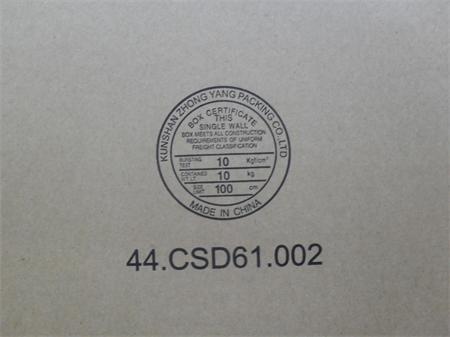 KUNSHAN ZHONG YANG PACKING CO.,LTD
BOX CERTIFICATE
THIS
SINGLE WALL
BOX MEETS ALL CONSTRUCTION
REQUIREMENTS OF UNIFORM
FREIGHT CLASSIFICATION
BURSTING TEST 10 Kgf/cm²
CONTAINED WT. LT. 10 kg
SIZE LIMIT 100 cm
MADE IN CHINA
44.CSD61.002